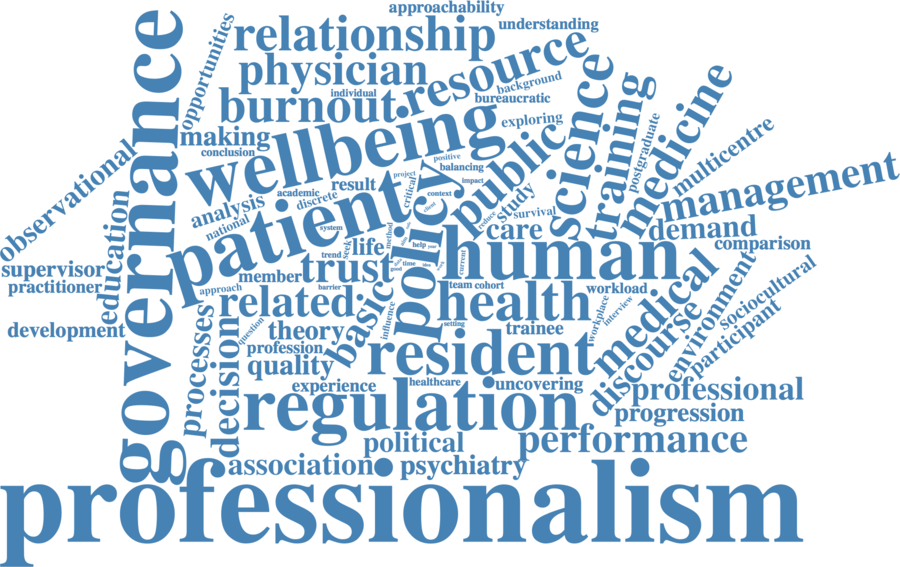 approachability
understanding
relationship
opportunities
governance
physician
resource
background
individual
burnout
bureaucratic
science
training
medicine
making
conclusion
wellbeing
exploring
public
postgraduate
multicentre
observational
positive
balancing
management
academic
result
project
critical
impact
analysis
discrete
context
client
study
national
patient
policy
reduce
survival
system
care
demand
education
life
method
help
human
comparison
supervisor
trend
seek
trust
good
time
current
medical
practitioner
member
barrier
team cohort
workload
environment
sociocultural
approach
related
basic
influence
health
workplace
interview
development
processes
decision
question
theory
setting
trainee
discourse
participant
profession
quality
resident
experience
healthcare
uncovering
professional
regulation
progression
political
performance
association
psychiatry
professionalism